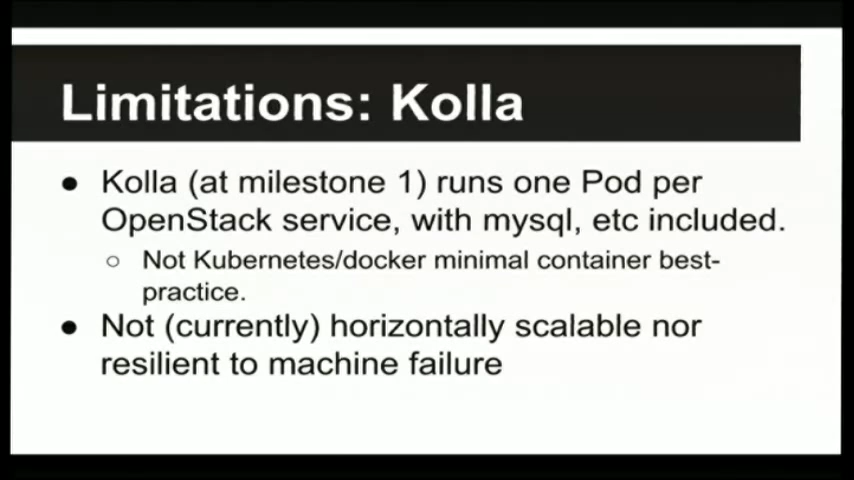 Limitations: Kolla
● Kolla (at milestone 1) runs one Pod per
OpenStack service, with mysql, etc included.
○ Not Kubernetes/docker minimal container best-
practice.
● Not (currently) horizontally scalable nor
resilient to machine failure